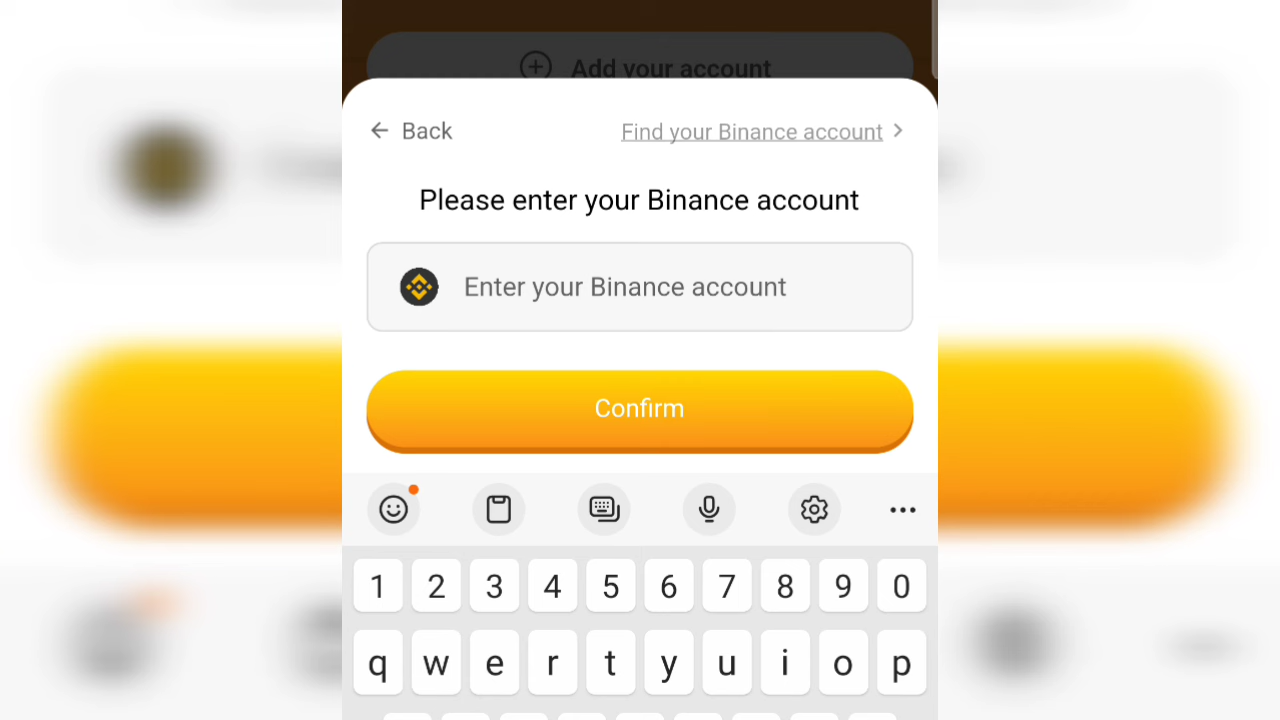 Add your account
Back
Find your Binance account
Please enter your Binance account
Enter your Binance account
Confirm
1 2 3 4 5 6 7 8 9 0
q w e r t y u i o p